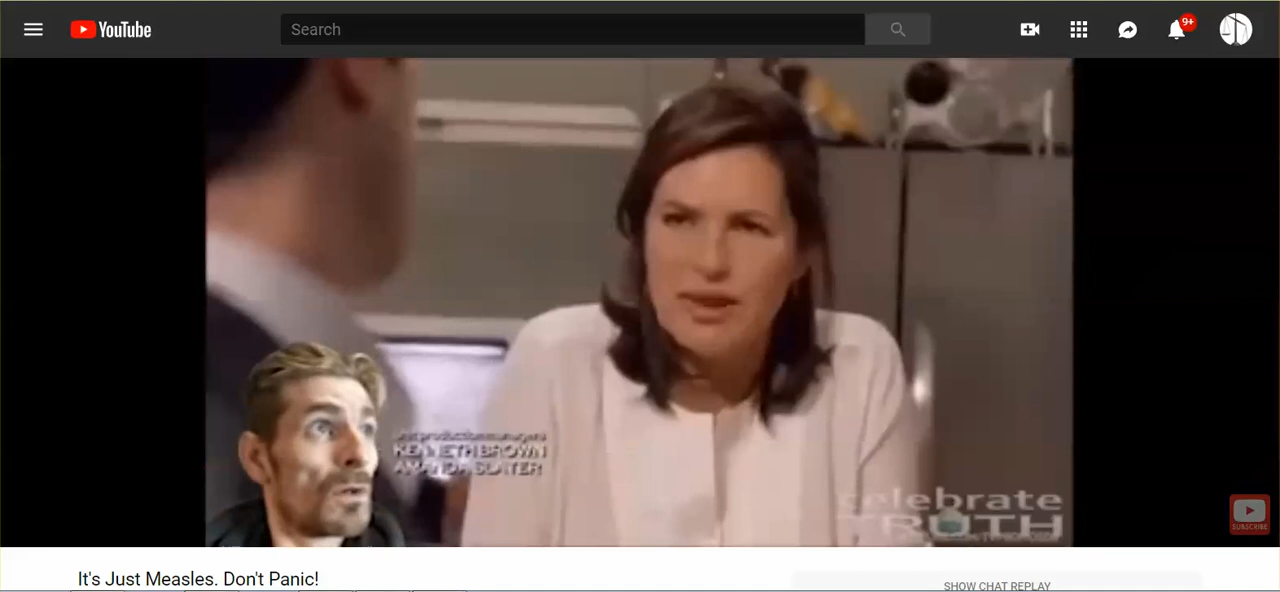 YouTube
Search
9+
KENNETH BROWN
AMANDA SLATER
celebrate
TRUTH
SUBSCRIBE
It's Just Measles. Don't Panic!
SHOW CHAT REPLAY